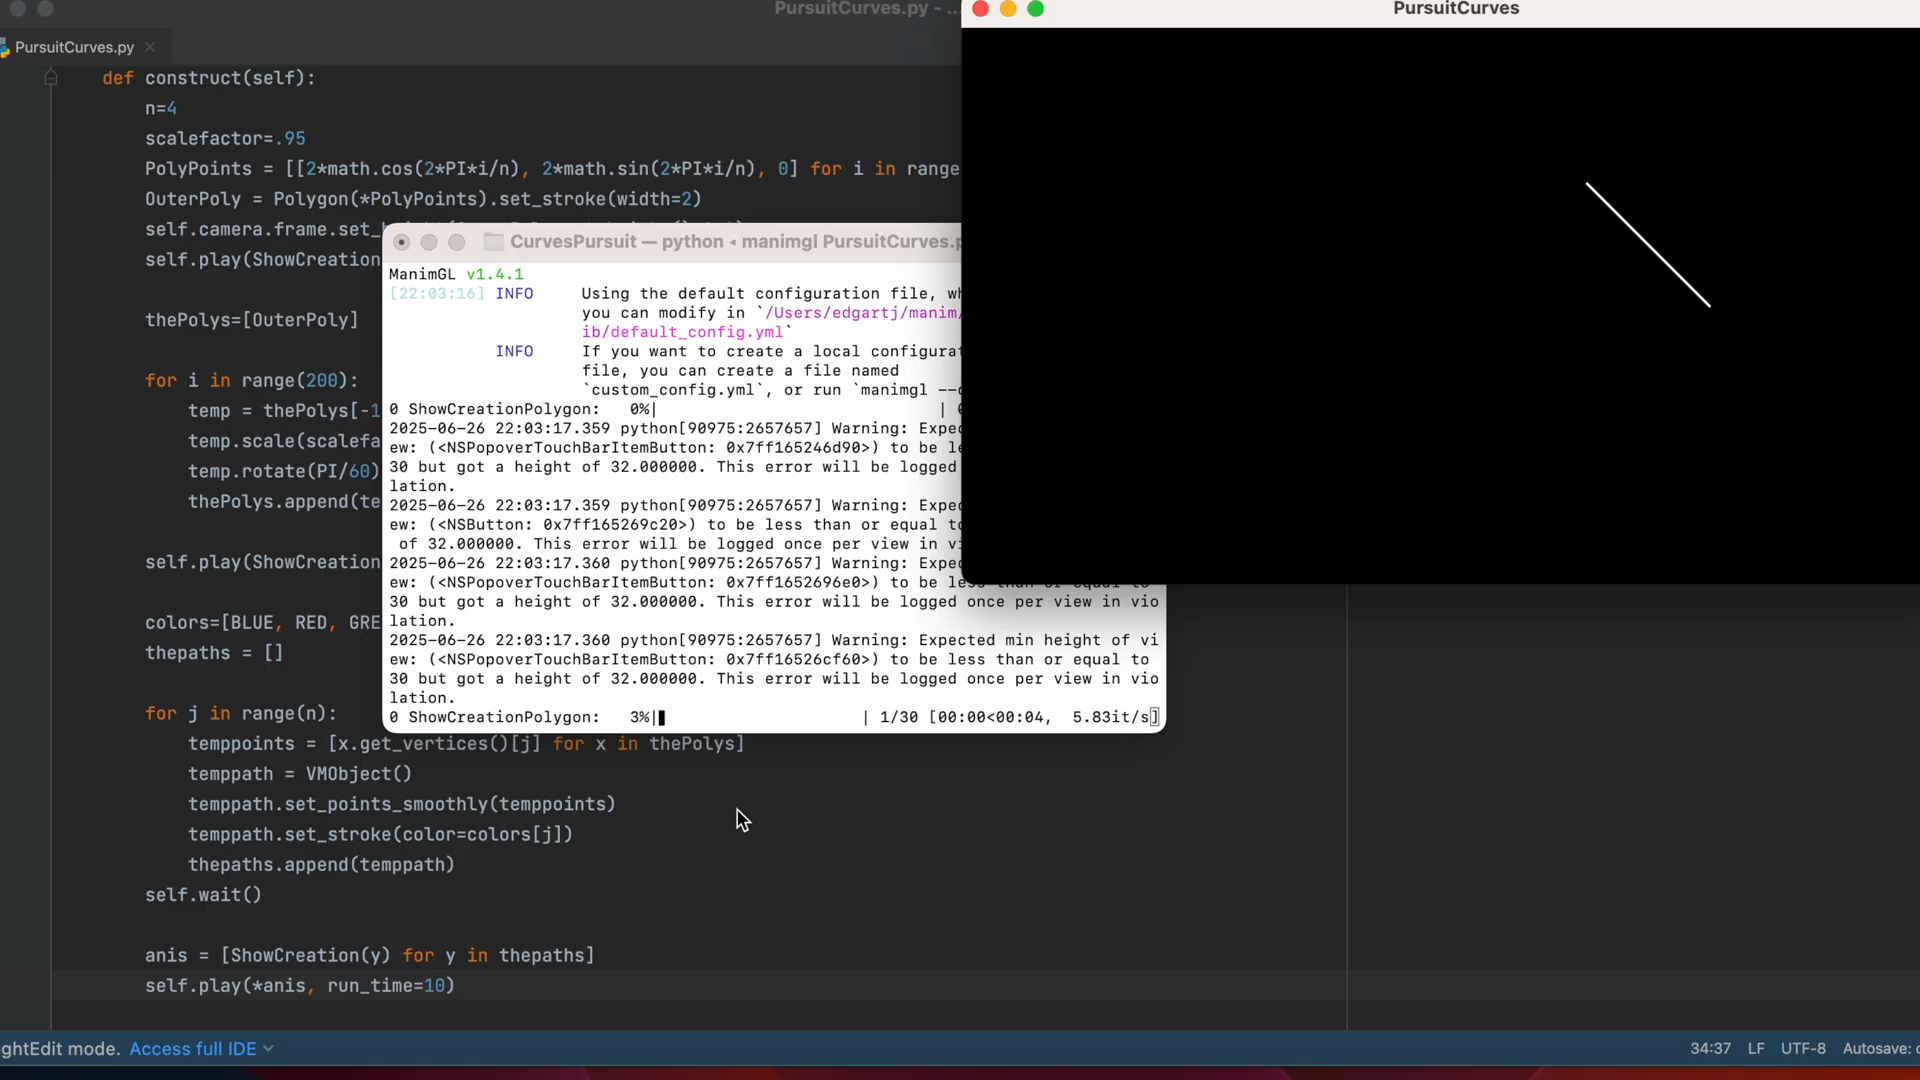 PursuitCurves.py - ...
PursuitCurves
PursuitCurves.py
def construct(self):
n=4
scalefactor=.95
PolyPoints = [[2*math.cos(2*PI*i/n), 2*math.sin(2*PI*i/n), 0] for i in range
OuterPoly = Polygon(*PolyPoints).set_stroke(width=2)
self.camera.frame.set_
self.play(ShowCreation
thePolys=[OuterPoly]
for i in range(200):
temp = thePolys[-1
temp.scale(scalefa
temp.rotate(PI/60)
thePolys.append(te
self.play(ShowCreation
colors=[BLUE, RED, GRE
thepaths = []
for j in range(n):
temppoints = [x.get_vertices()[j] for x in thePolys]
temppath = VMObject()
temppath.set_points_smoothly(temppoints)
temppath.set_stroke(color=colors[j])
thepaths.append(temppath)
self.wait()
anis = [ShowCreation(y) for y in thepaths]
self.play(*anis, run_time=10)
CurvesPursuit — python ◂ manimgl PursuitCurves.p
ManimGL v1.4.1
[22:03:16] INFO Using the default configuration file, wh
you can modify in `/Users/edgartj/manim/
ib/default_config.yml`
INFO If you want to create a local configurat
file, you can create a file named
`custom_config.yml`, or run `manimgl --c
0 ShowCreationPolygon: 0%| | 0
2025-06-26 22:03:17.359 python[90975:2657657] Warning: Expec
ew: (<NSPopoverTouchBarItemButton: 0x7ff165246d90>) to be le
30 but got a height of 32.000000. This error will be logged
lation.
2025-06-26 22:03:17.359 python[90975:2657657] Warning: Expec
ew: (<NSButton: 0x7ff165269c20>) to be less than or equal to
of 32.000000. This error will be logged once per view in vi
2025-06-26 22:03:17.360 python[90975:2657657] Warning: Expec
ew: (<NSPopoverTouchBarItemButton: 0x7ff1652696e0>) to be less than or equal to
30 but got a height of 32.000000. This error will be logged once per view in vio
lation.
2025-06-26 22:03:17.360 python[90975:2657657] Warning: Expected min height of vi
ew: (<NSPopoverTouchBarItemButton: 0x7ff16526cf60>) to be less than or equal to
30 but got a height of 32.000000. This error will be logged once per view in vio
lation.
0 ShowCreationPolygon: 3%| | 1/30 [00:00<00:04, 5.83it/s]
ghtEdit mode. Access full IDE
34:37 LF UTF-8 Autosave: o